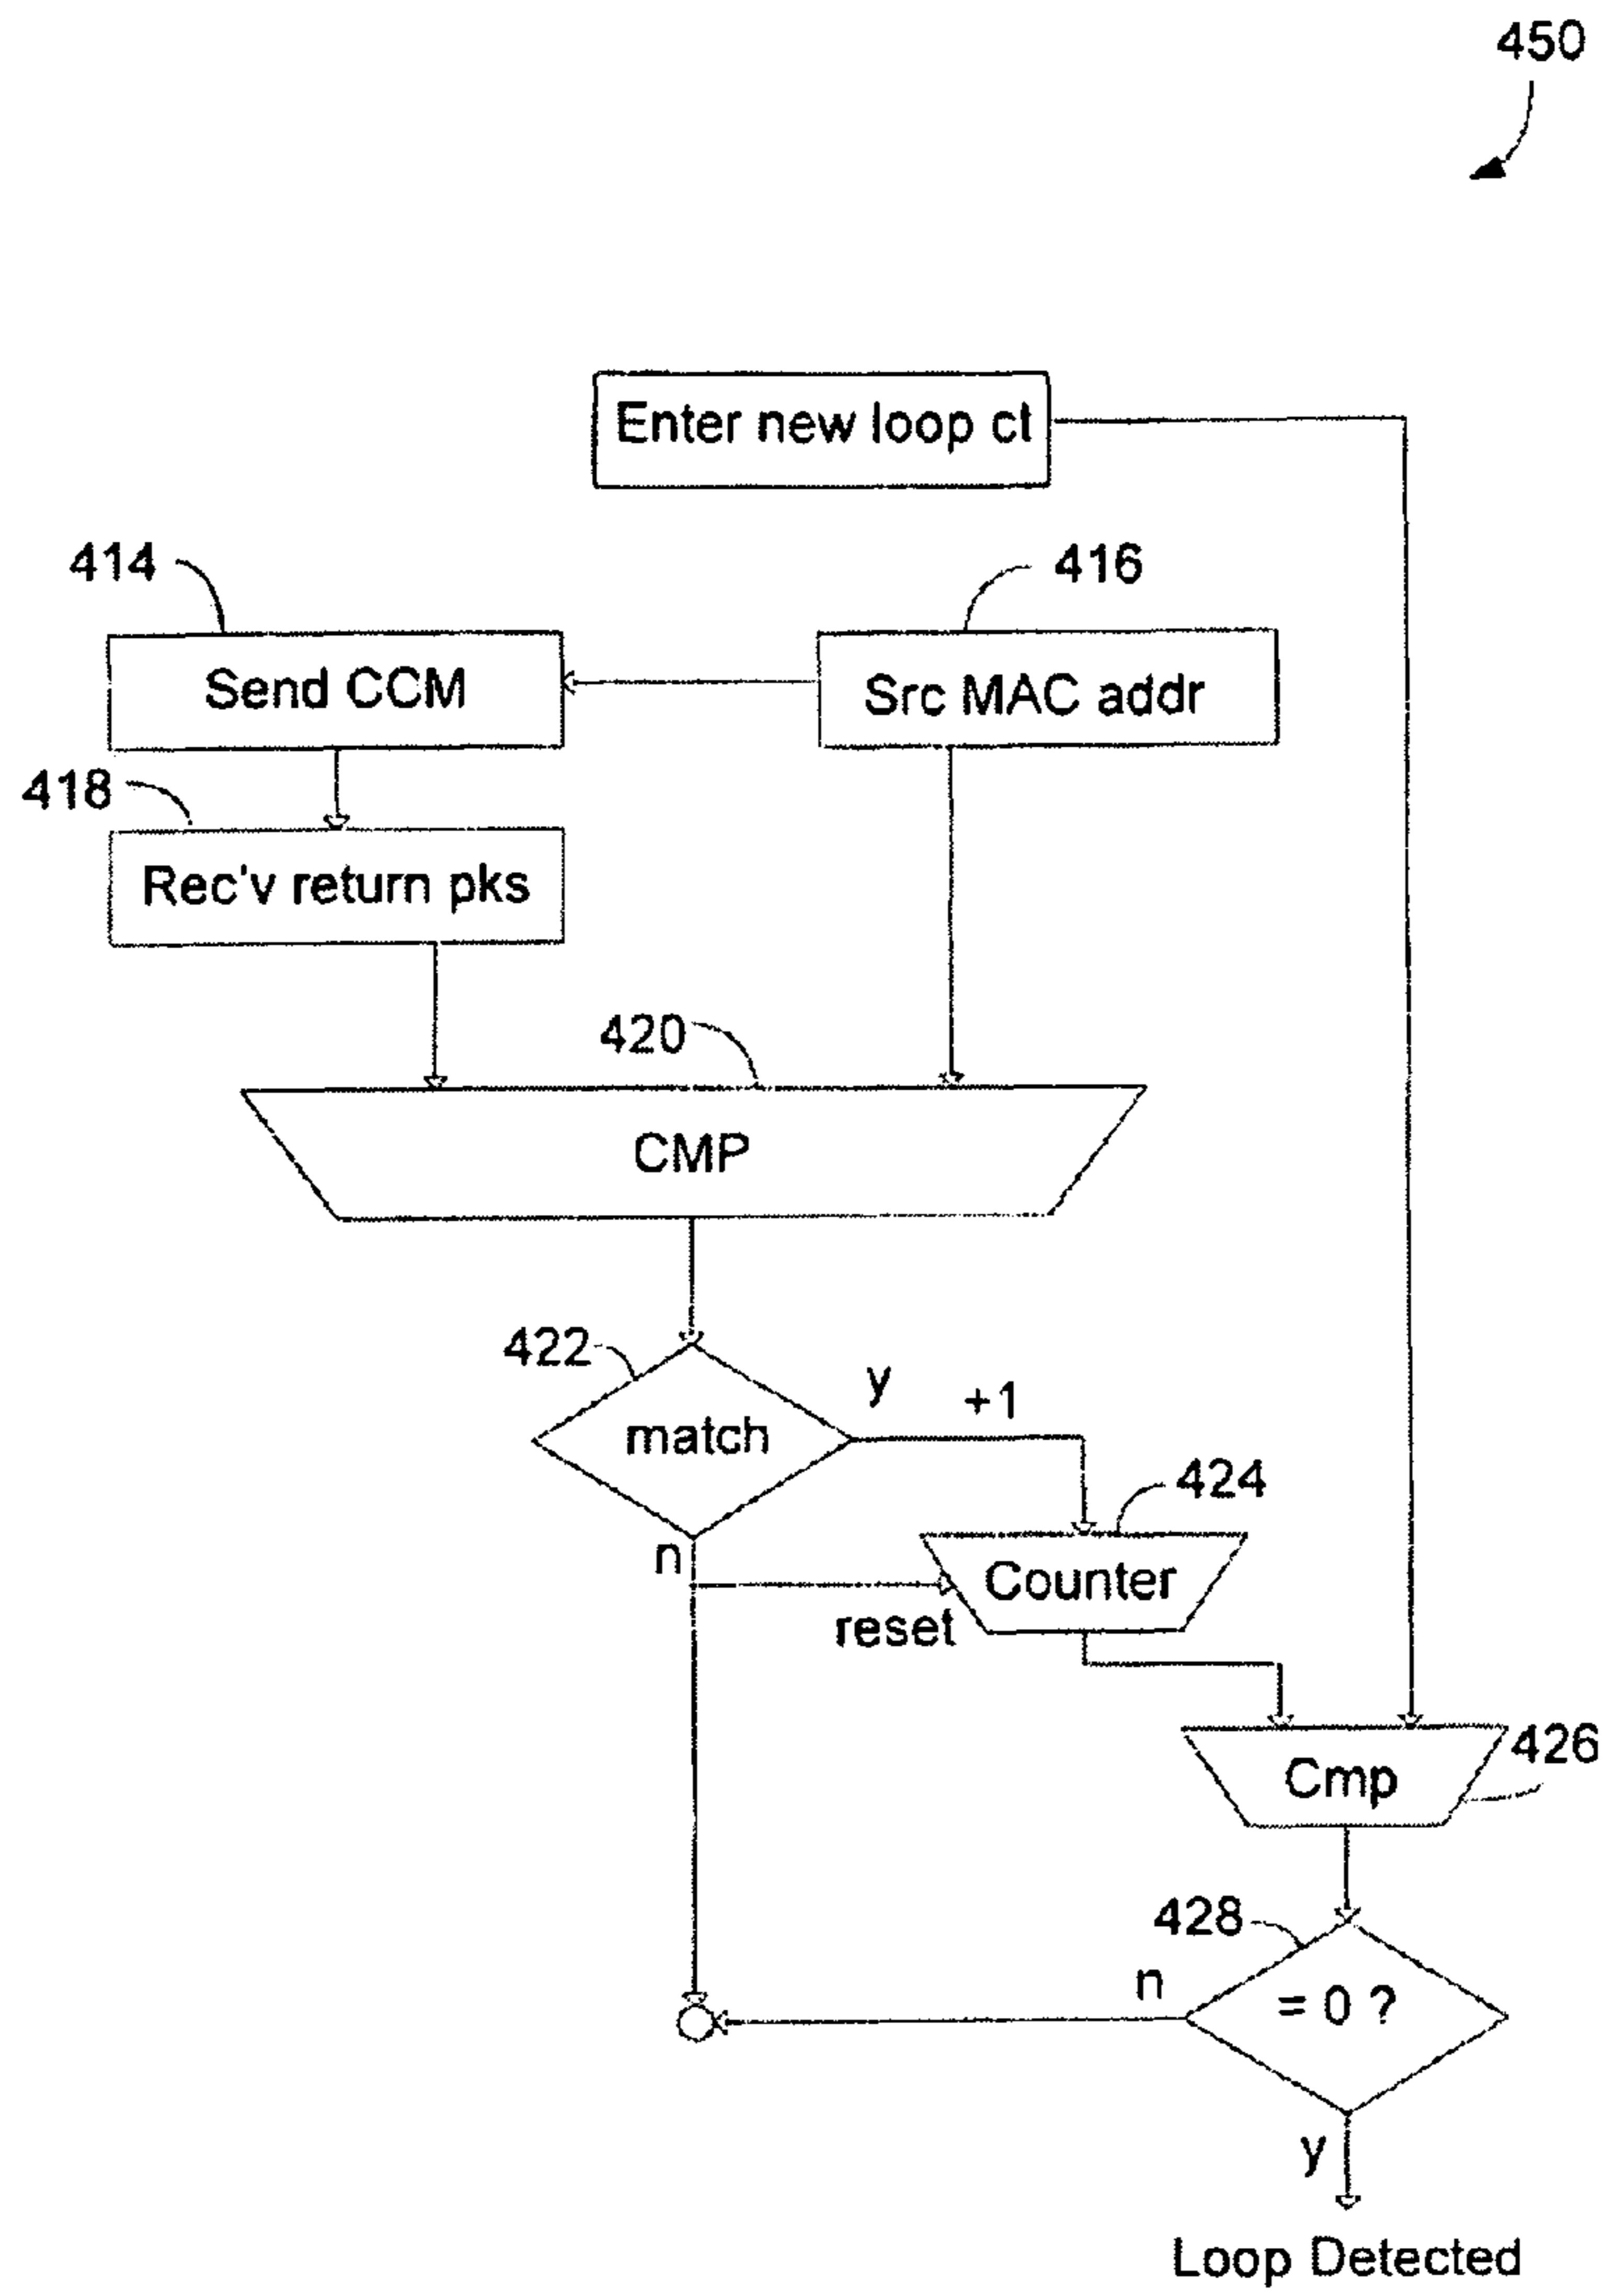 450
Enter new loop ct
414
416
Send CCM
Src MAC addr
418
Rec'v return pks
420
CMP
422
y
+1
match
424
n
Counter
reset
426
Cmp
428
n
= 0 ?
y
Loop Detected